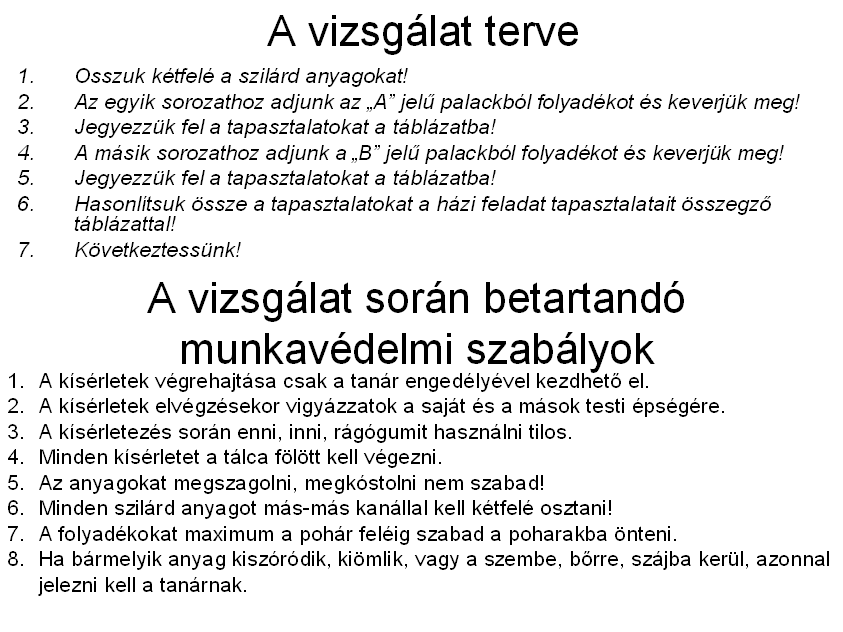 A vizsgálat terve
1. Osszuk kétfelé a szilárd anyagokat!
2. Az egyik sorozathoz adjunk az „A” jelű palackból folyadékot és keverjük meg!
3. Jegyezzük fel a tapasztalatokat a táblázatba!
4. A másik sorozathoz adjunk a „B” jelű palackból folyadékot és keverjük meg!
5. Jegyezzük fel a tapasztalatokat a táblázatba!
6. Hasonlítsuk össze a tapasztalatokat a házi feladat tapasztalatait összegző
táblázattal!
7. Következtessünk!
A vizsgálat során betartandó
munkavédelmi szabályok
1. A kísérletek végrehajtása csak a tanár engedélyével kezdhető el.
2. A kísérletek elvégzésekor vigyázzatok a saját és a mások testi épségére.
3. A kísérletezés során enni, inni, rágógumit használni tilos.
4. Minden kísérletet a tálca fölött kell végezni.
5. Az anyagokat megszagolni, megkóstolni nem szabad!
6. Minden szilárd anyagot más-más kanállal kell kétfelé osztani!
7. A folyadékokat maximum a pohár feléig szabad a poharakba önteni.
8. Ha bármelyik anyag kiszóródik, kiömlik, vagy a szembe, bőrre, szájba kerül, azonnal
jelezni kell a tanárnak.